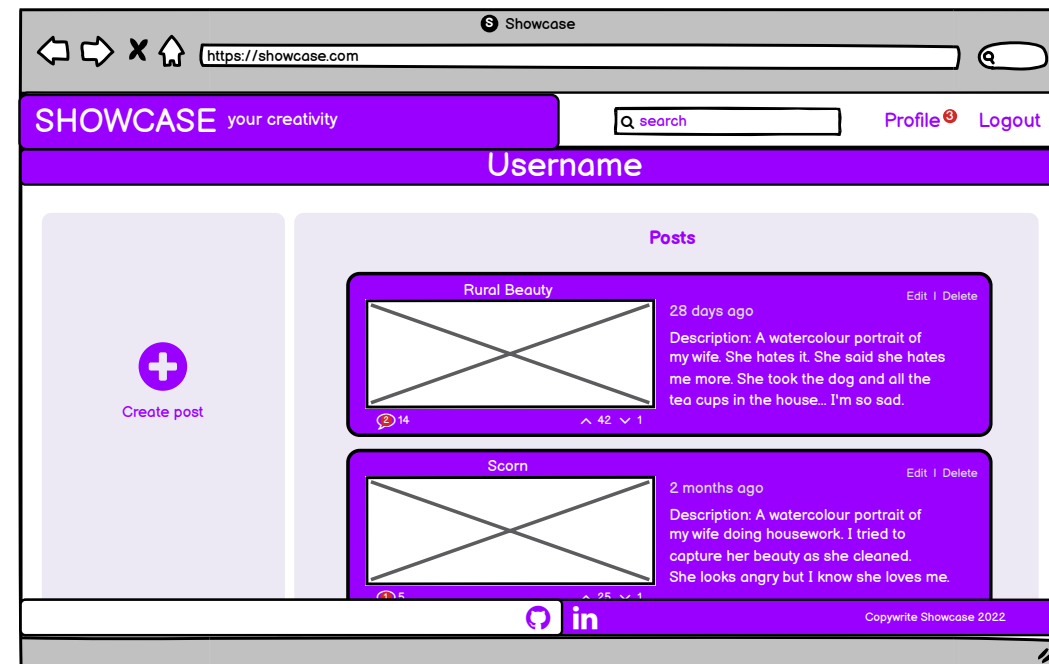 S Showcase
https://showcase.com
SHOWCASE your creativity
search
Profile 3 Logout
Username
Posts
Create post
Rural Beauty
Edit | Delete
28 days ago
Description: A watercolour portrait of
my wife. She hates it. She said she hates
me more. She took the dog and all the
tea cups in the house... I'm so sad.
2 14
42 1
Scorn
Edit | Delete
2 months ago
Description: A watercolour portrait of
my wife doing housework. I tried to
capture her beauty as she cleaned.
She looks angry but I know she loves me.
1 5
25 1
in
Copywrite Showcase 2022